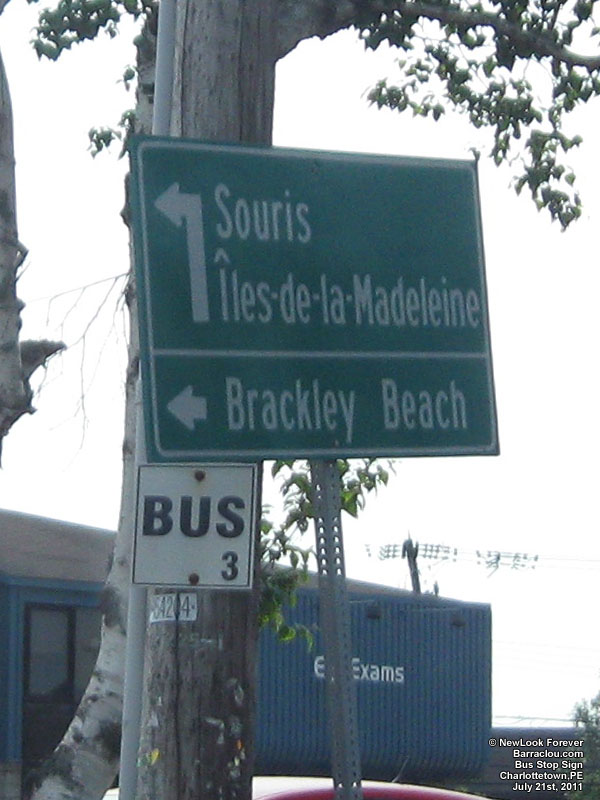 Souris
Îles-de-la-Madeleine
Brackley Beach
BUS
3
Exams
© NewLook Forever
Barraclou.com
Bus Stop Sign
Charlottetown,PE
July 21st, 2011